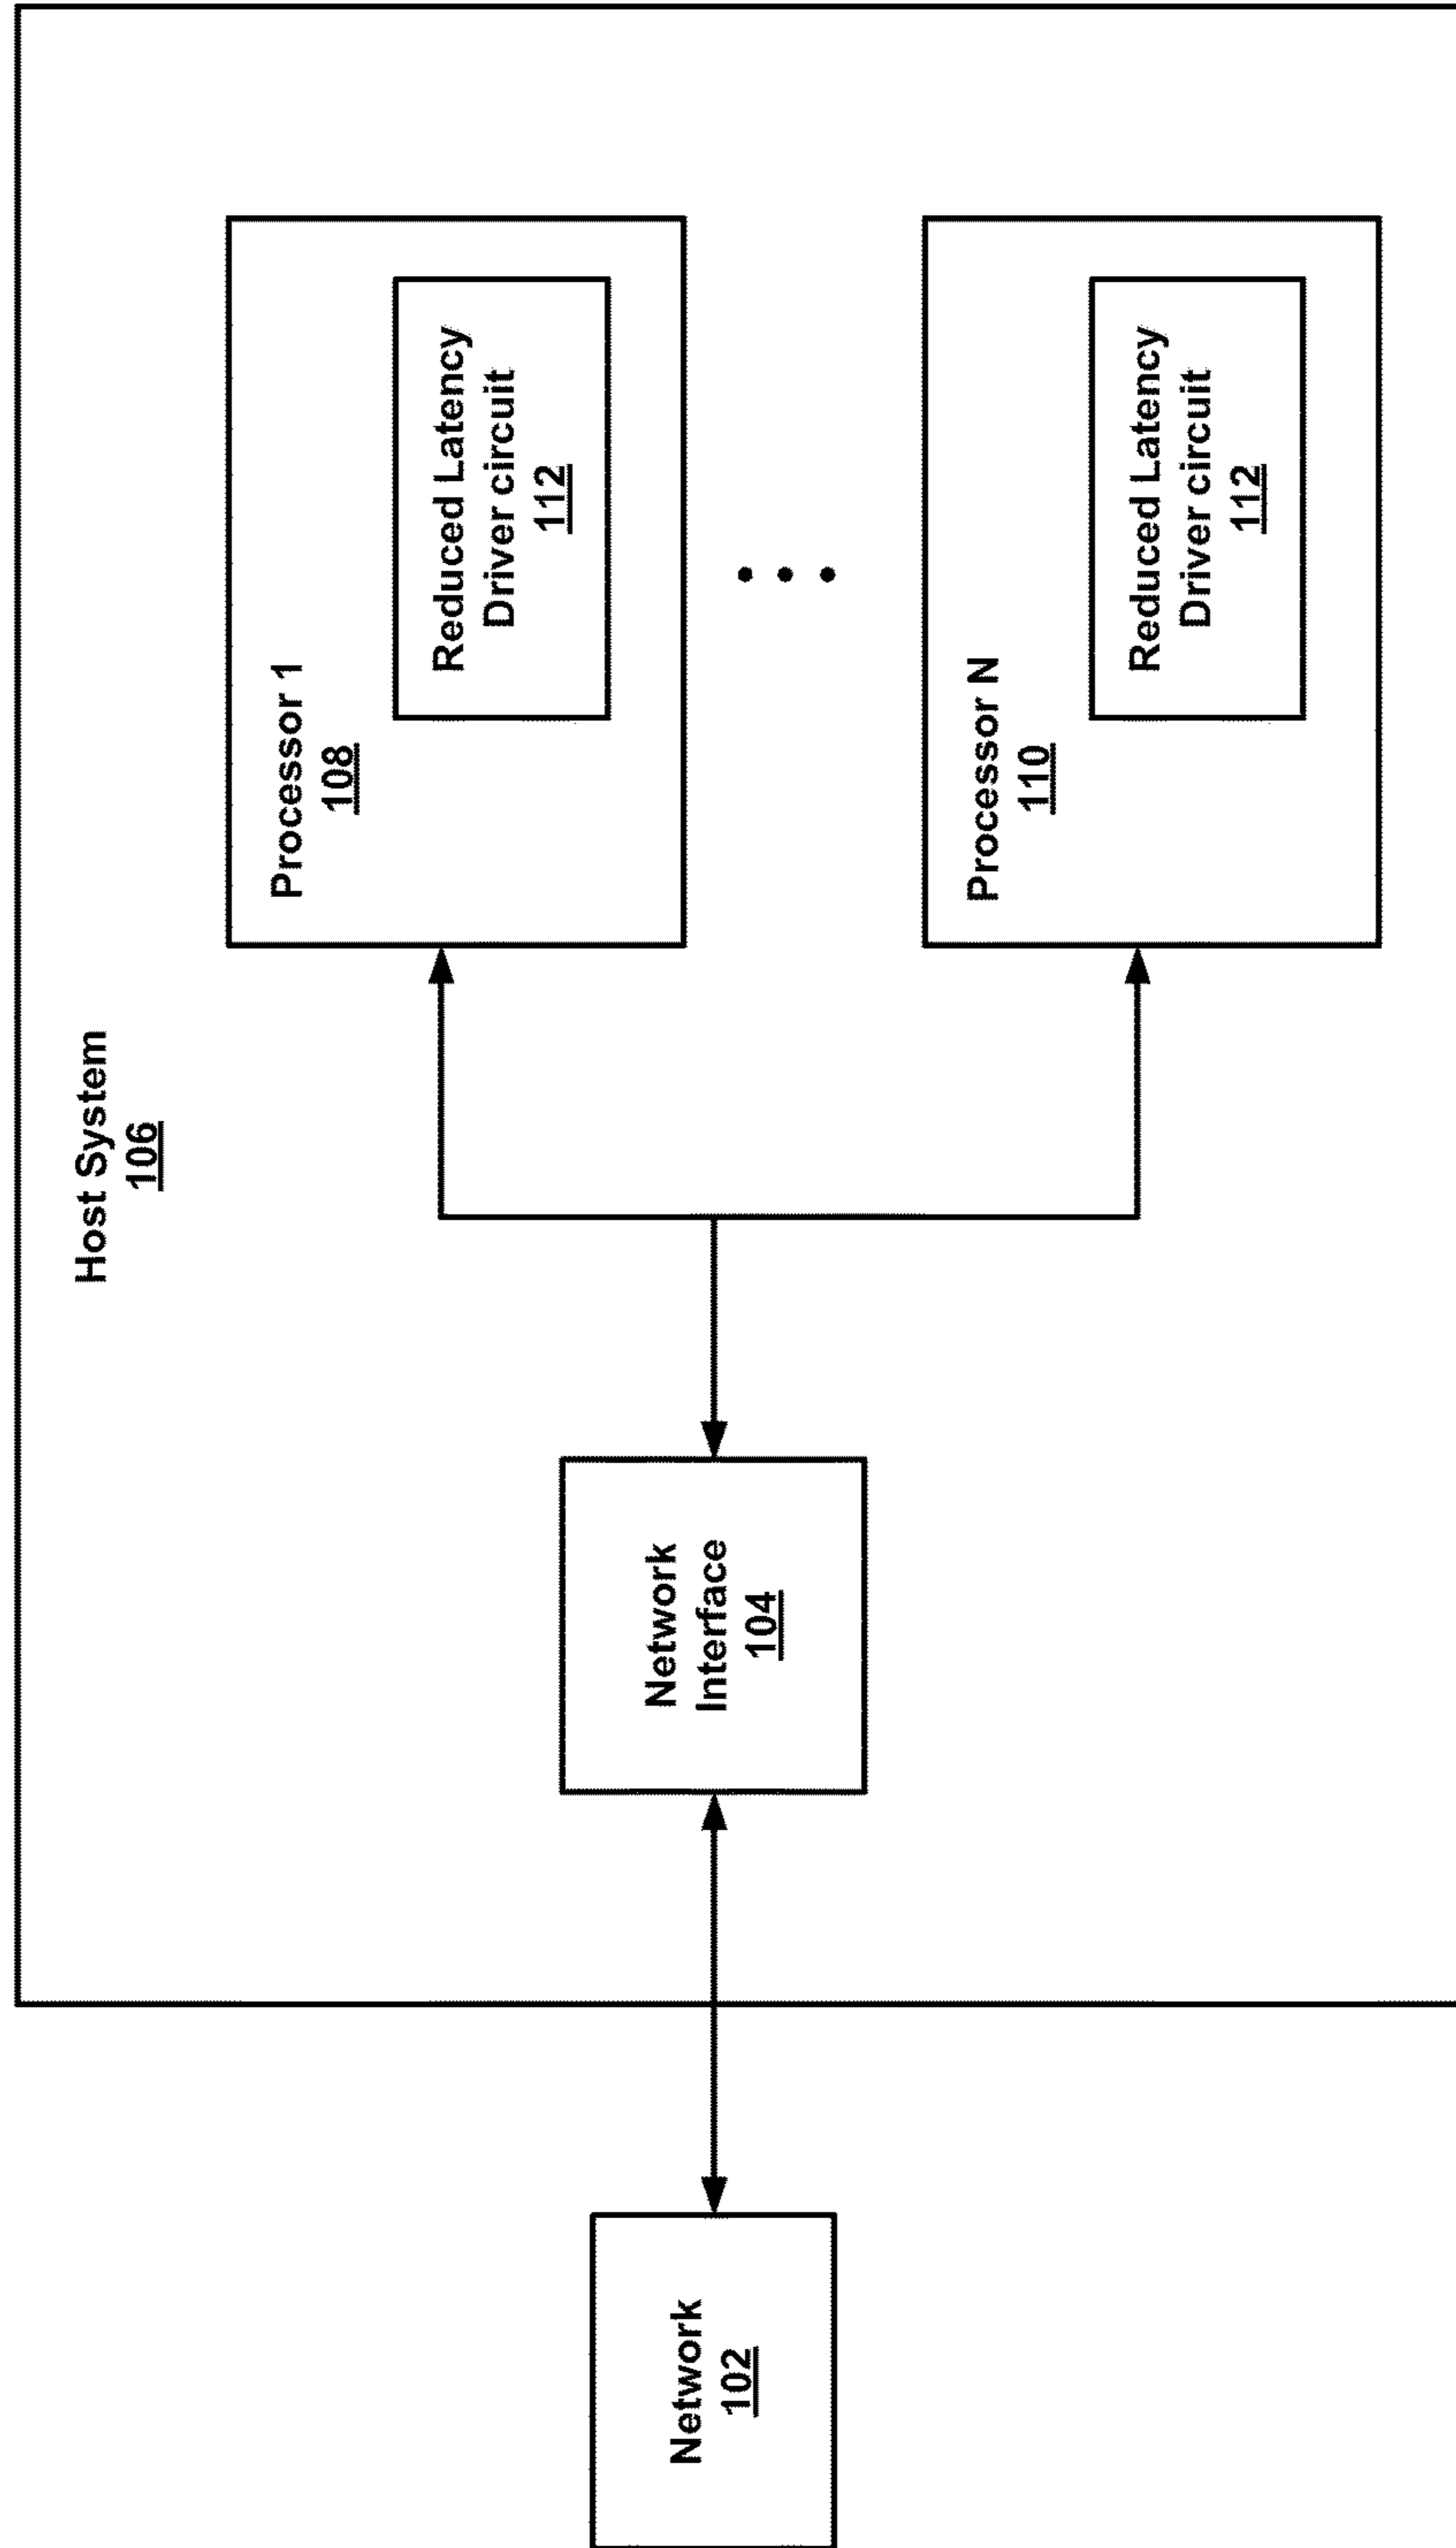 Host System
106
Processor 1
108
Reduced Latency
Driver circuit
112
Network
102
Network
Interface
104
Processor N
110
Reduced Latency
Driver circuit
112